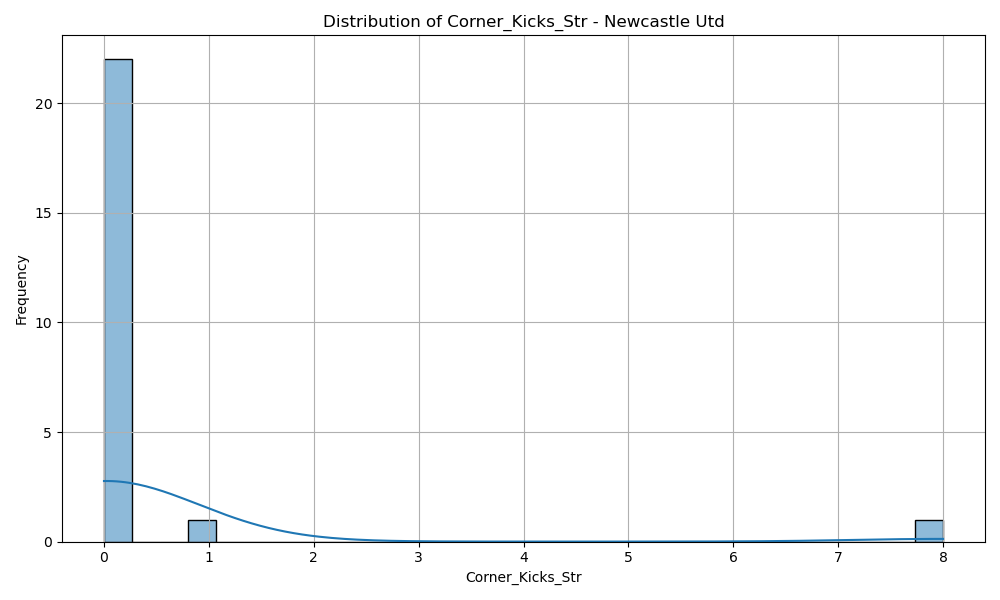 Distribution of Corner_Kicks_Str - Newcastle Utd
Frequency
20
15
10
5
0
0 1 2 3 4 5 6 7 8
Corner_Kicks_Str